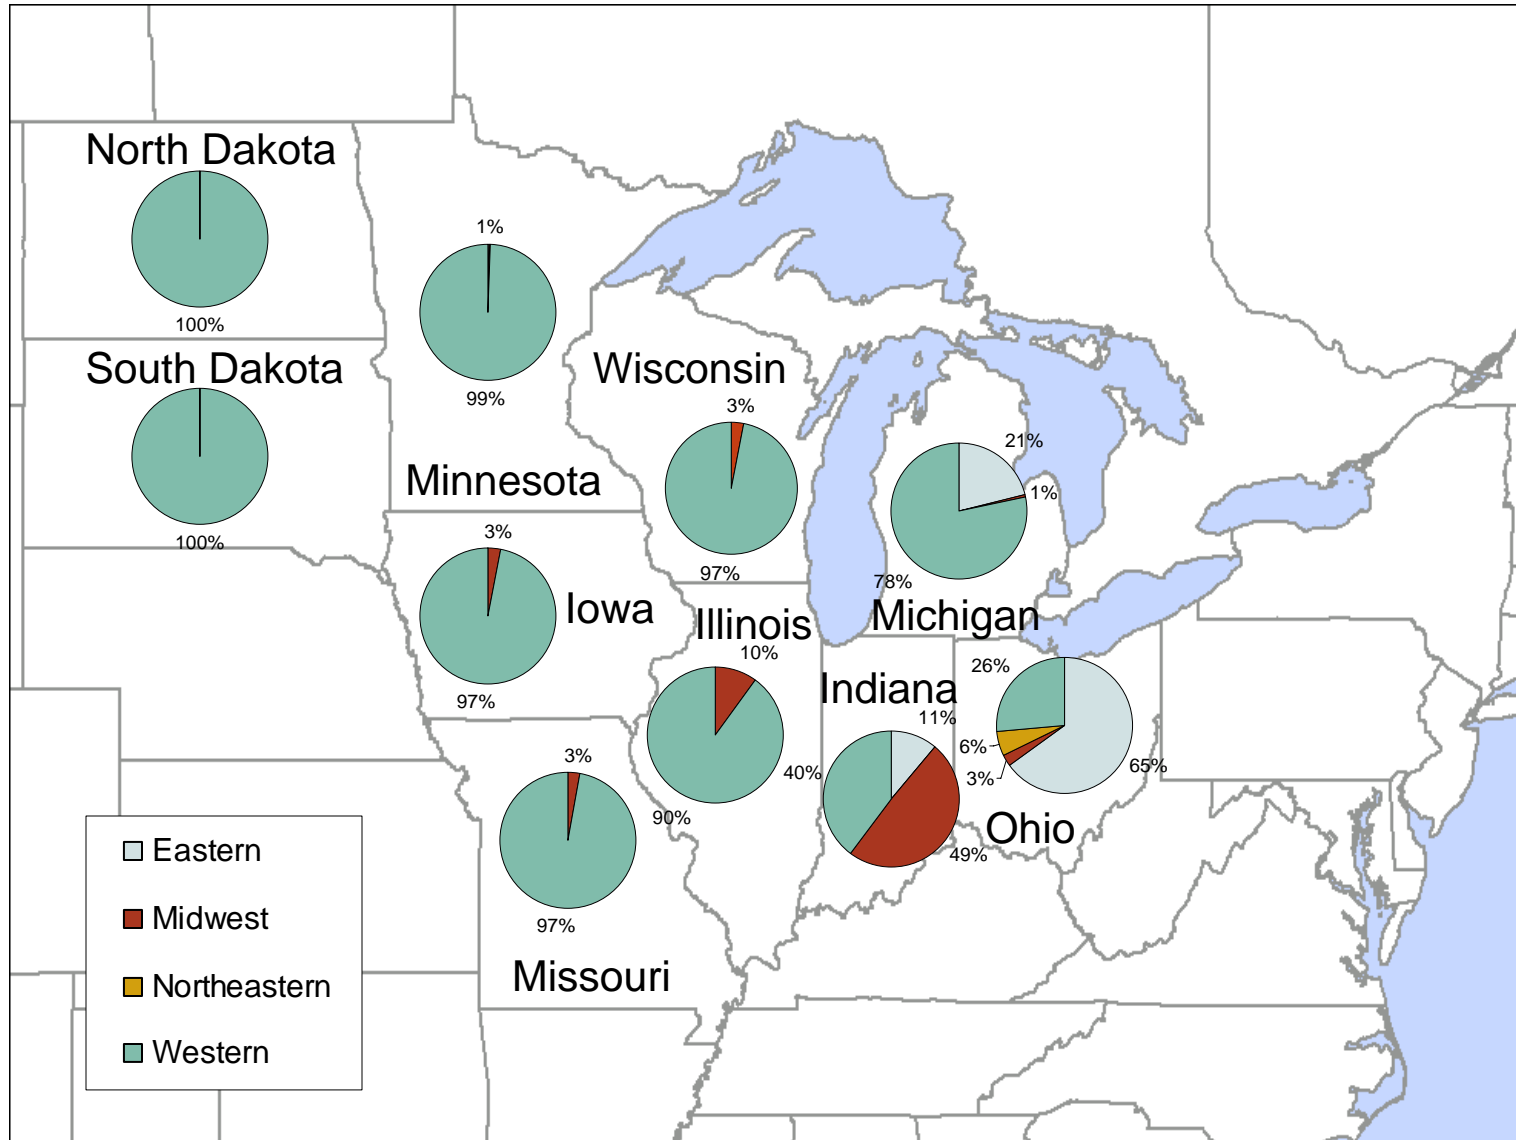 North Dakota
100%
South Dakota
100%
1%
99%
Minnesota
Wisconsin
3%
97%
21%
1%
78%
Michigan
3%
Iowa
97%
Illinois
10%
90%
Indiana
11%
40%
49%
26%
6%
3%
65%
Ohio
3%
97%
Missouri
Eastern
Midwest
Northeastern
Western